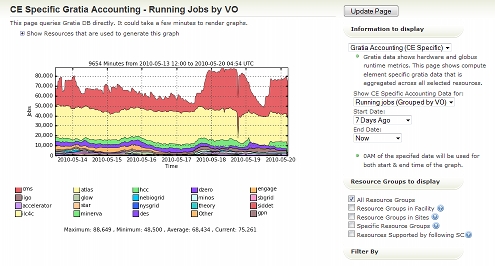 CE Specific Gratia Accounting - Running Jobs by VO
This page queries Gratia DB directly. It could take a few minutes to render graphs.
Show Resources that are used to generate this graph
9654 Minutes from 2010-05-13 12:00 to 2010-05-20 04:54 UTC
80,000
70,000
60,000
50,000
40,000
30,000
20,000
10,000
0
Jobs
2010-05-14 2010-05-15 2010-05-16 2010-05-17 2010-05-18 2010-05-19 2010-05-20
Time
cms atlas hcc dzero engage
ligo glow nebiogrid minos sbgrid
accelerator star nysgrid theory
ic4c minerva des Other gpn
Maximum: 88,649 , Minimum: 48,500 , Average: 68,434 , Current: 75,261
Update Page
Information to display
Gratia Accounting (CE Specific)
Gratia data shows hardware and globus
runtime metrics. This page shows compute
element specific gratia data that is
aggregated across all selected resources.
Show CE Specific Accounting Data for:
Running jobs (Grouped by VO)
Start Date:
7 Days Ago
End Date:
Now
0AM of the specifed date will be used for
both start & end time of the graph.
Resource Groups to display
All Resource Groups
Resource Groups in Facility
Resource Groups in Sites
Specific Resource Groups
Resources Supported by following SC
Filter By